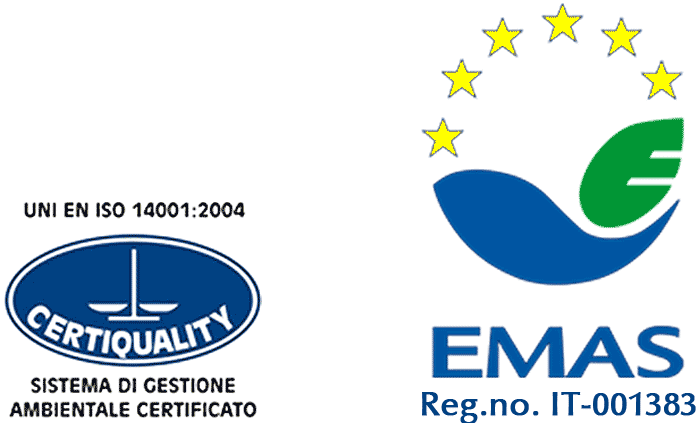 UNI EN ISO 14001:2004
CERTIQUALITY
SISTEMA DI GESTIONE
AMBIENTALE CERTIFICATO
EMAS
Reg.no. IT-001383